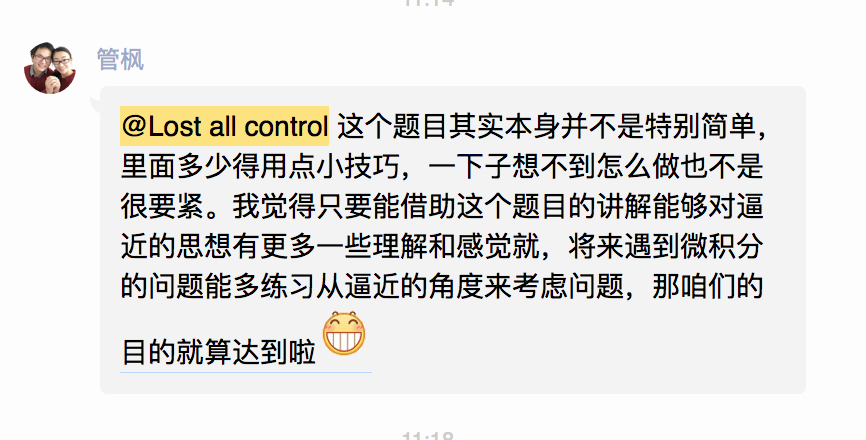 11:14
管枫
@Lost all control 这个题目其实本身并不是特别简单，
里面多少得用点小技巧，一下子想不到怎么做也不是
很要紧。我觉得只要能借助这个题目的讲解能够对逼
近的思想有更多一些理解和感觉就，将来遇到微积分
的问题能多练习从逼近的角度来考虑问题，那咱们的
目的就算达到啦
11:18